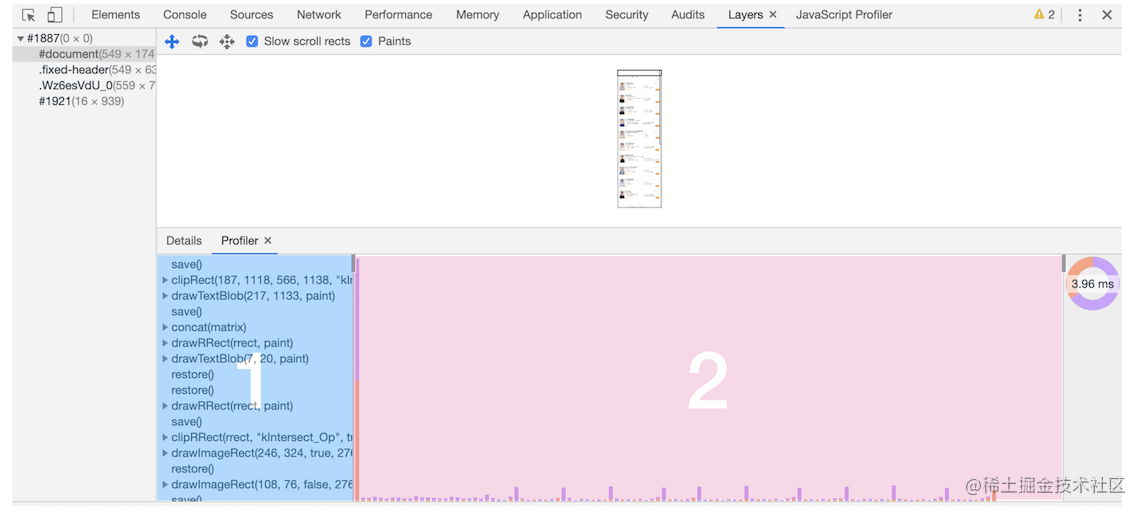 Elements Console Sources Network Performance Memory Application Security Audits Layers × JavaScript Profiler 2
#1887(0 × 0)
#document(549 × 174
.fixed-header(549 × 63
.Wz6esVdU_0(559 × 7
#1921(16 × 939)
Slow scroll rects Paints
Details Profiler ×
save()
clipRect(187, 1118, 566, 1138, "kIn
drawTextBlob(217, 1133, paint)
save()
concat(matrix)
drawRRect(rrect, paint)
drawTextBlob(7, 20, paint)
restore()
restore()
drawRRect(rrect, paint)
save()
clipRRect(rrect, "kIntersect_Op", tr
drawImageRect(246, 324, true, 276
restore()
drawImageRect(108, 76, false, 276
save()
1
2
3.96 ms
@稀土掘金技术社区